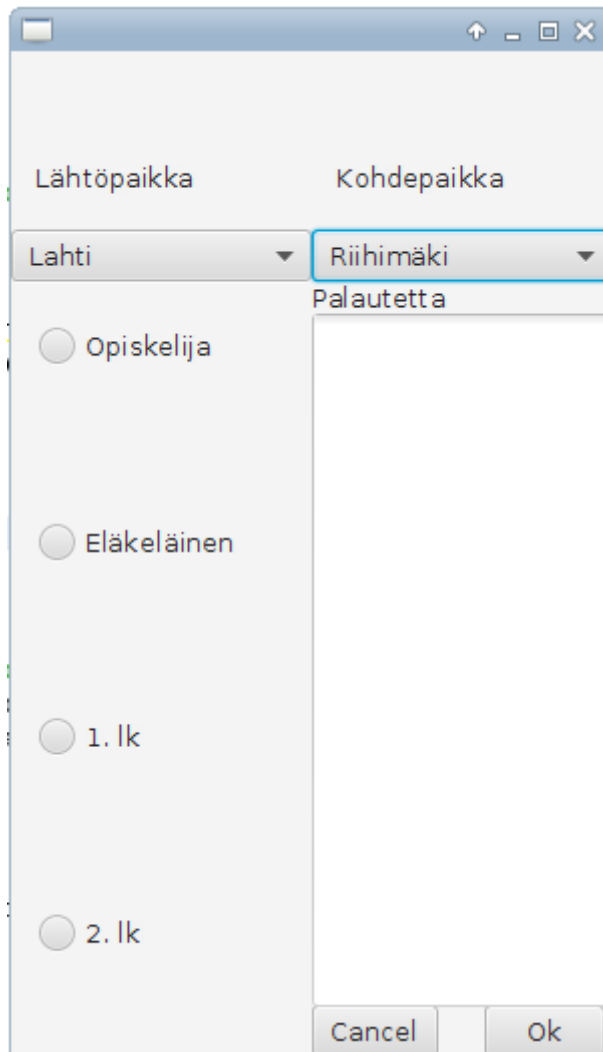 Lähtöpaikka Kohdepaikka
Lahti Riihimäki
Palautetta
Opiskelija
Eläkeläinen
1. lk
2. lk
Cancel Ok